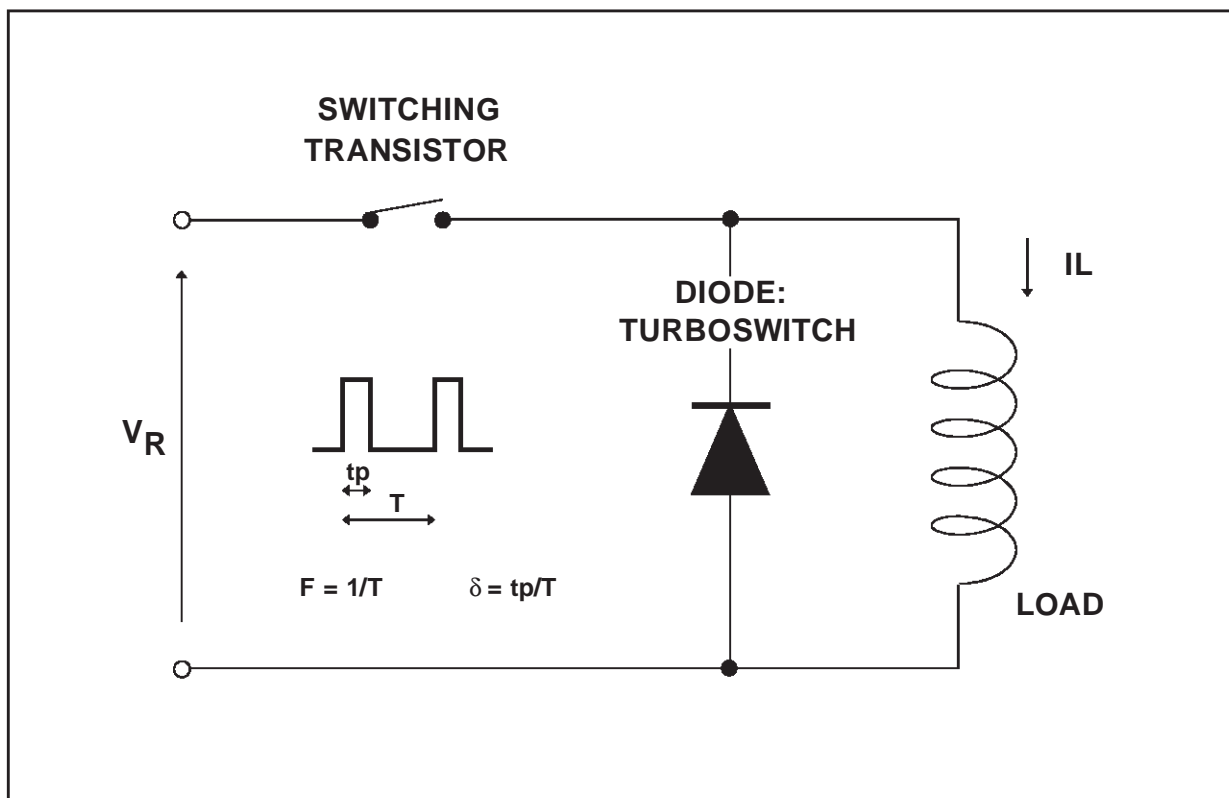 SWITCHING
TRANSISTOR
IL
DIODE:
TURBOSWITCH
VR
tp
T
F = 1/T δ = tp/T
LOAD